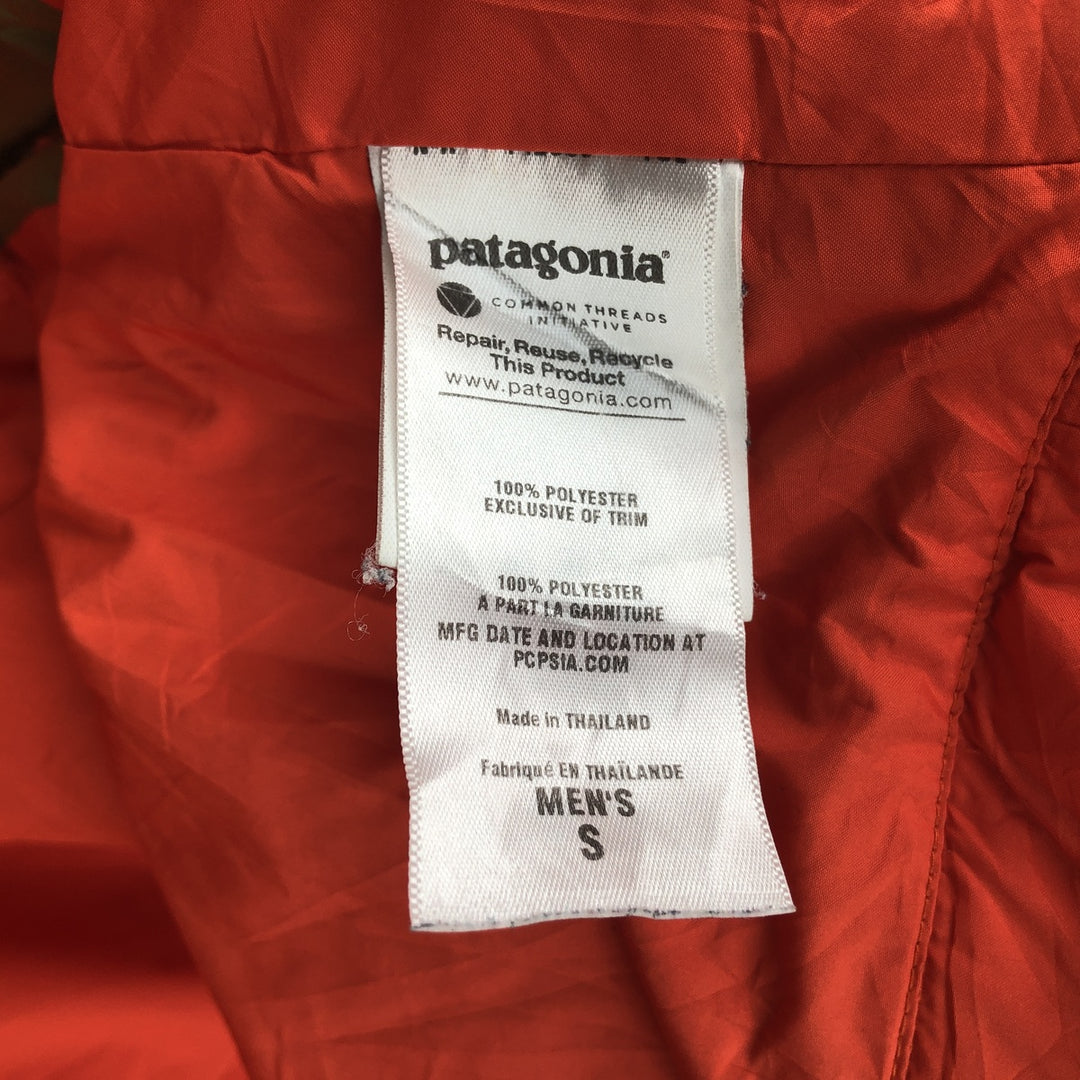 patagonia®
COMMON THREADS
INITIATIVE
Repair, Reuse, Recycle
This Product
www.patagonia.com
100% POLYESTER
EXCLUSIVE OF TRIM
100% POLYESTER
À PART LA GARNITURE
MFG DATE AND LOCATION AT
PCPSIA.COM
Made in THAILAND
Fabriqué EN THAÏLANDE
MEN'S
S